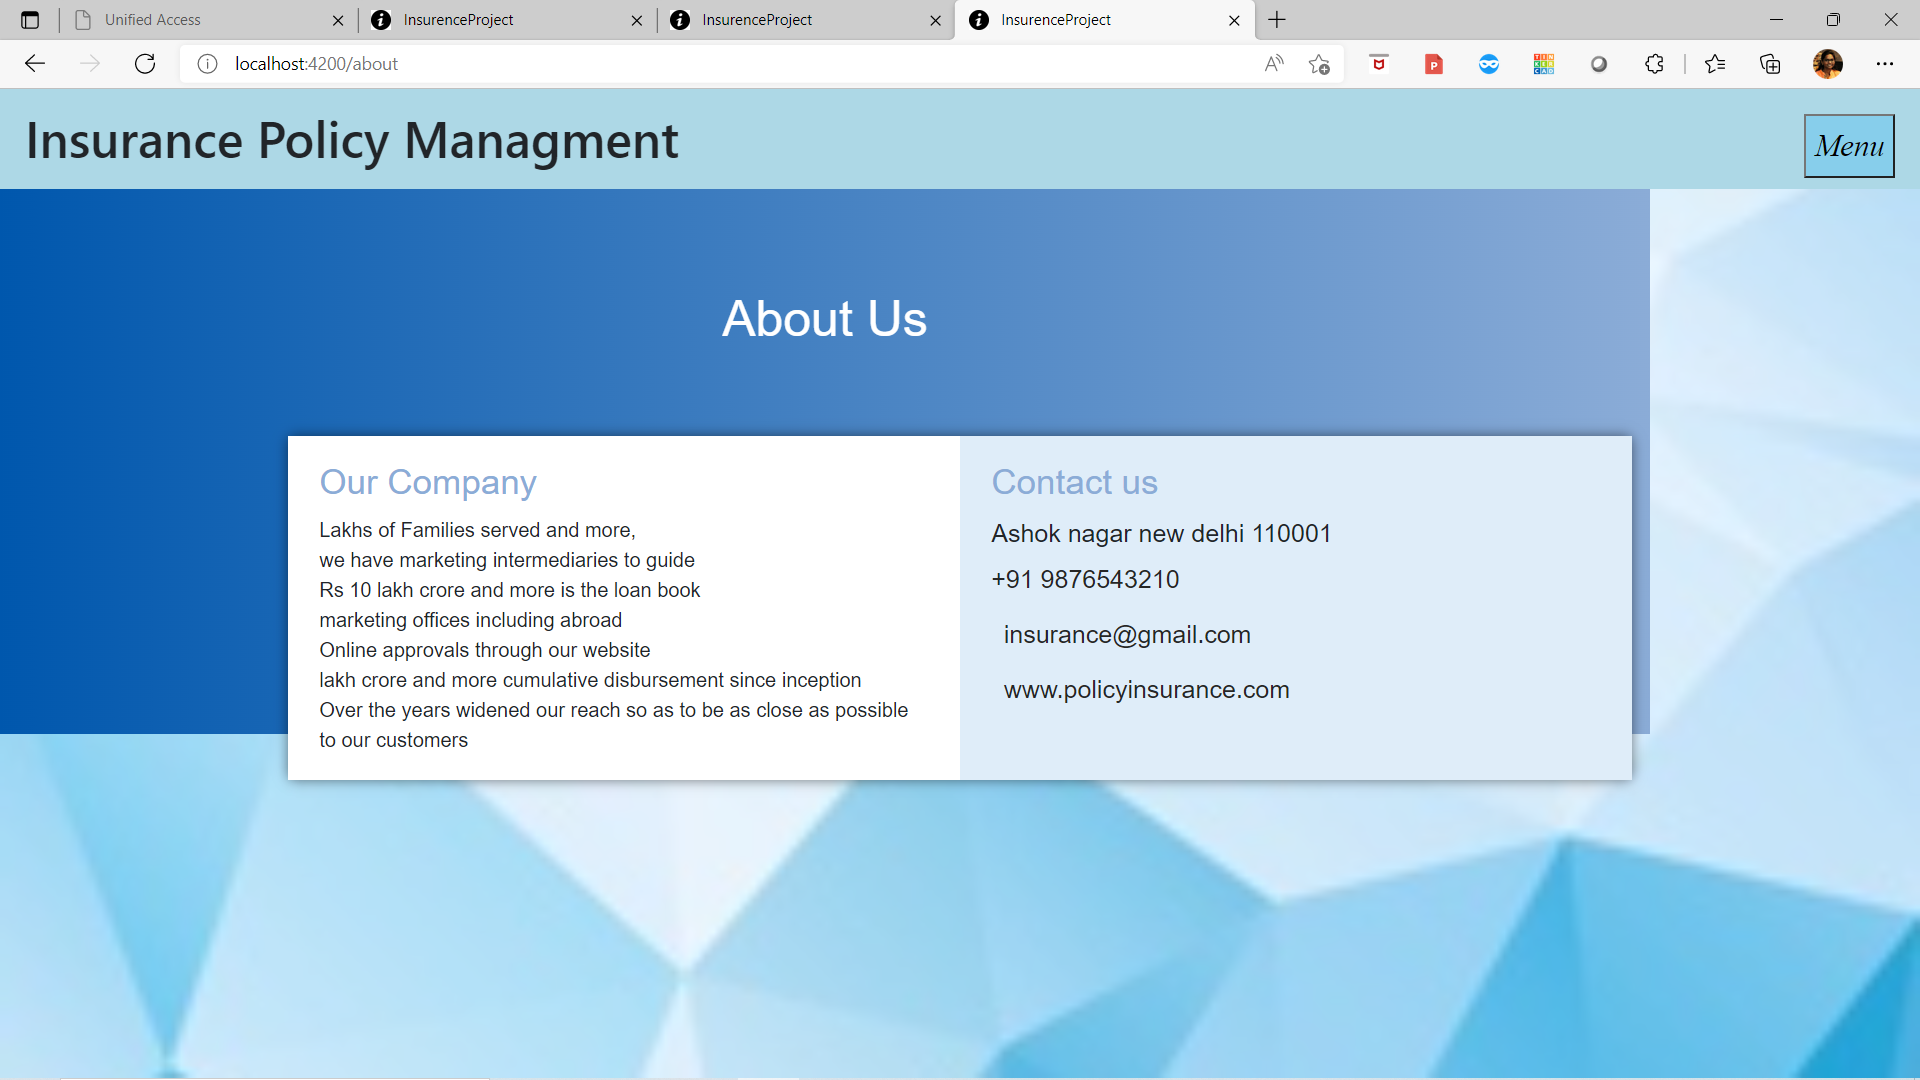 Unified Access
InsurenceProject
InsurenceProject
InsurenceProject
localhost:4200/about
Insurance Policy Managment
Menu
About Us
Our Company
Lakhs of Families served and more,
we have marketing intermediaries to guide
Rs 10 lakh crore and more is the loan book
marketing offices including abroad
Online approvals through our website
lakh crore and more cumulative disbursement since inception
Over the years widened our reach so as to be as close as possible
to our customers
Contact us
Ashok nagar new delhi 110001
+91 9876543210
insurance@gmail.com
www.policyinsurance.com